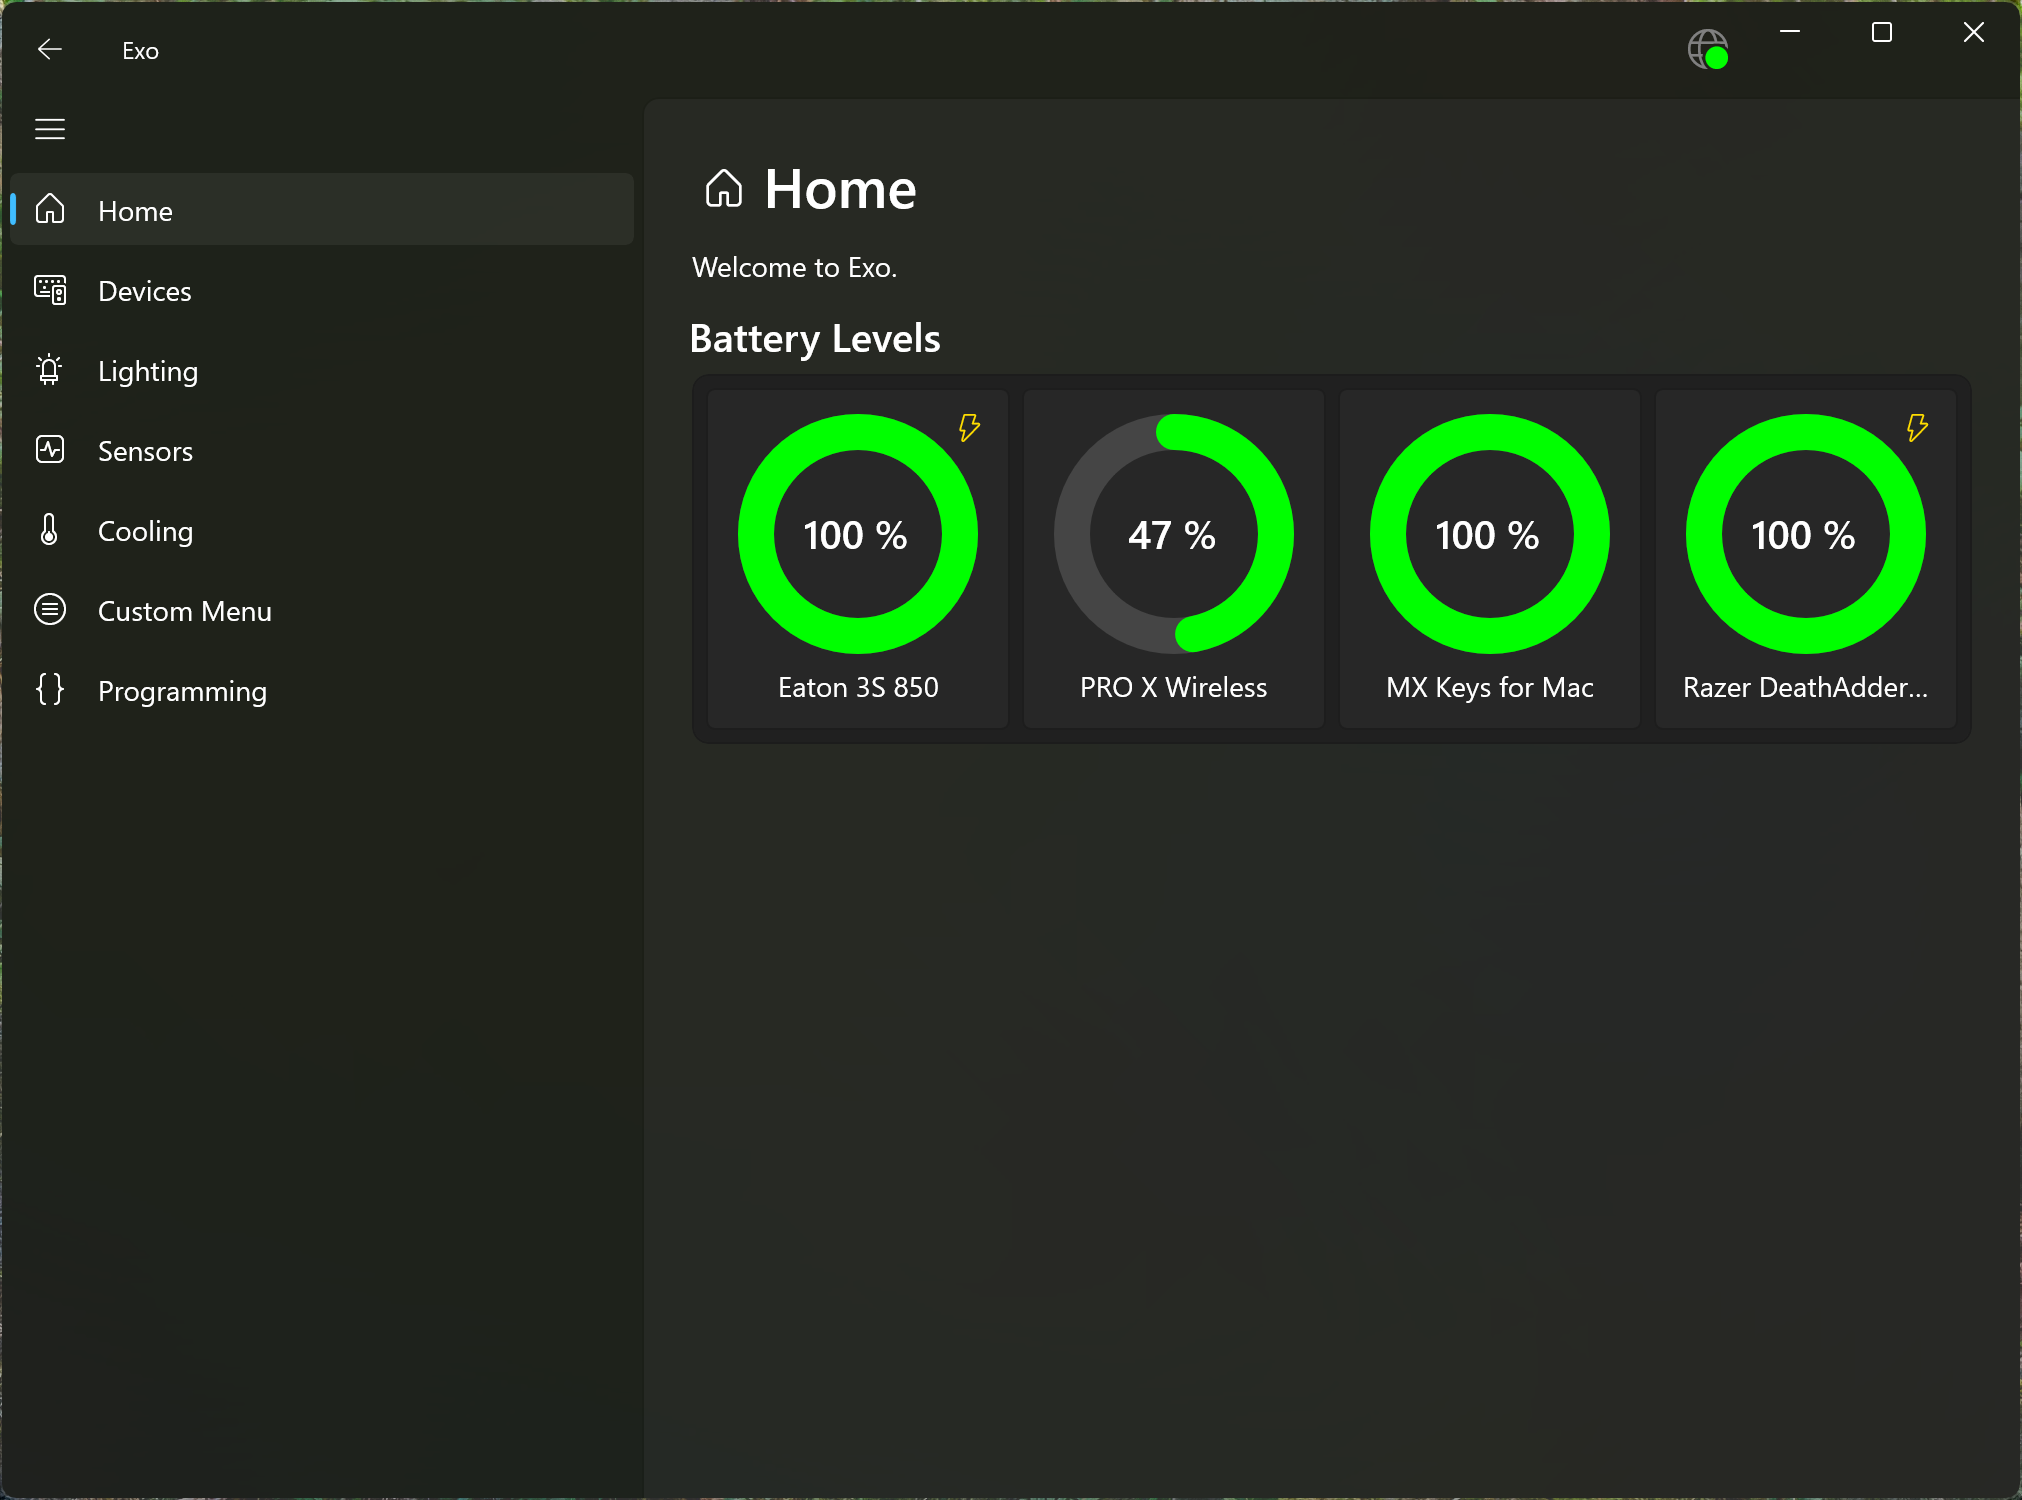 Exo
Home
Devices
Lighting
Sensors
Cooling
Custom Menu
Programming
Home
Welcome to Exo.
Battery Levels
100 %
47 %
100 %
100 %
Eaton 3S 850
PRO X Wireless
MX Keys for Mac
Razer DeathAdder...